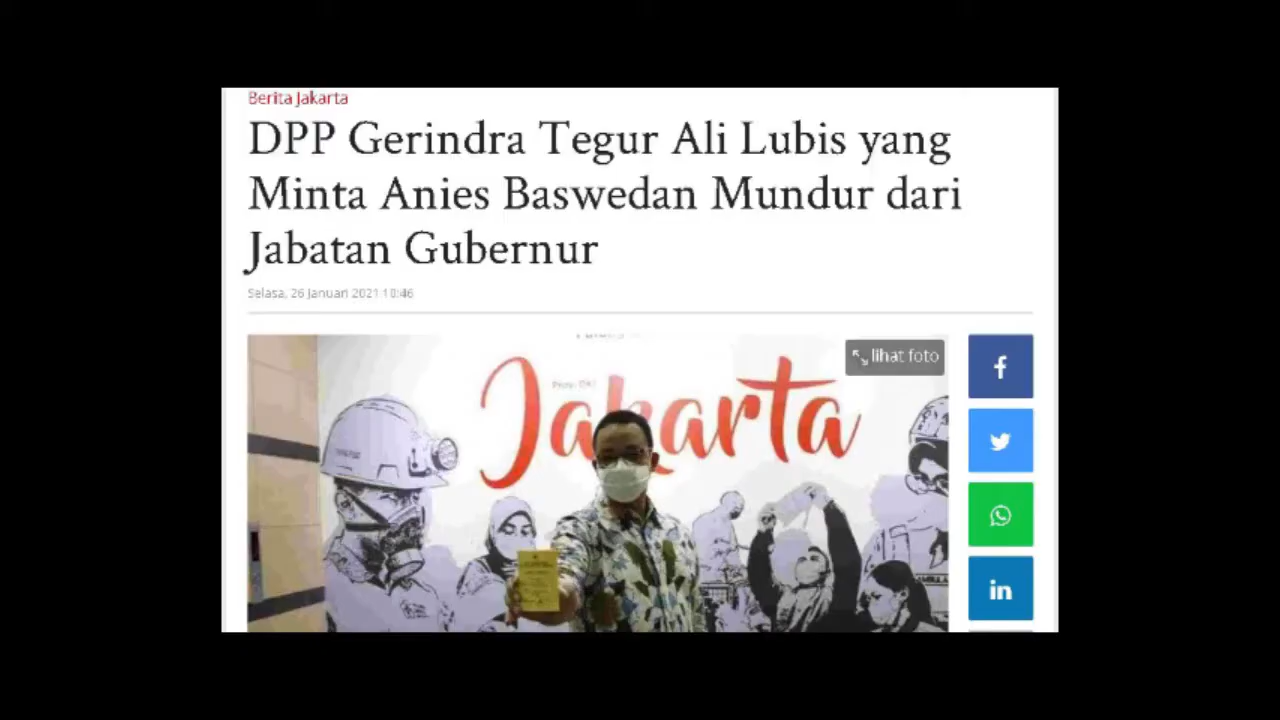 Berita Jakarta
DPP Gerindra Tegur Ali Lubis yang
Minta Anies Baswedan Mundur dari
Jabatan Gubernur
Selasa, 26 Januari 2021 18:46
lihat foto
Jakarta